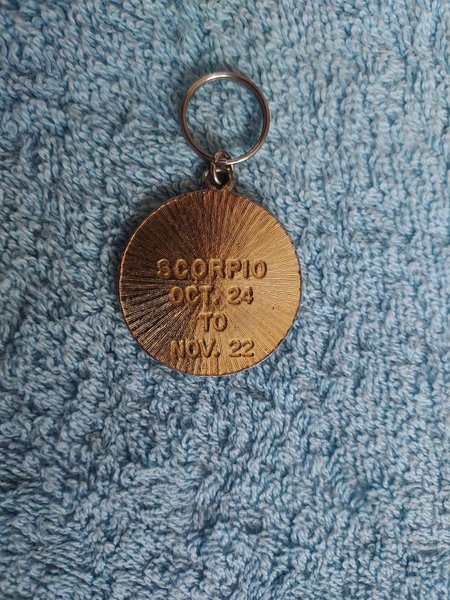 SCORPIO
OCT. 24
TO
NOV. 22